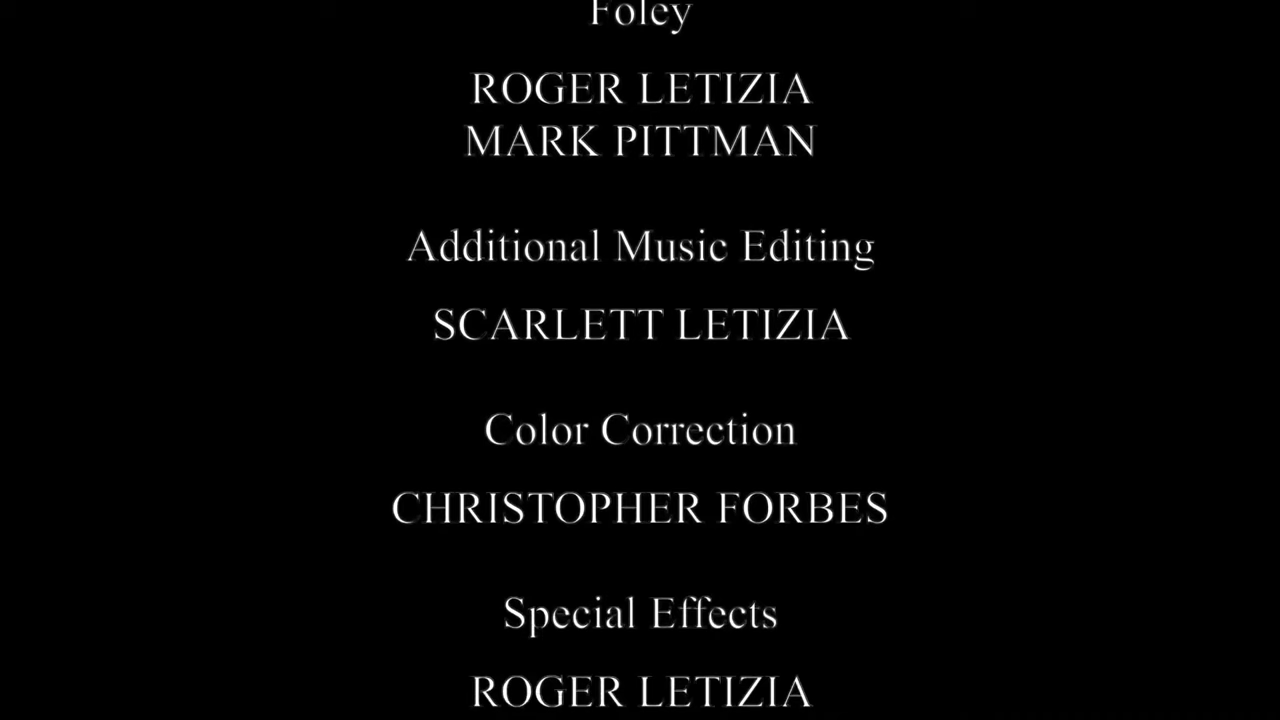 Foley
ROGER LETIZIA
MARK PITTMAN
Additional Music Editing
SCARLETT LETIZIA
Color Correction
CHRISTOPHER FORBES
Special Effects
ROGER LETIZIA